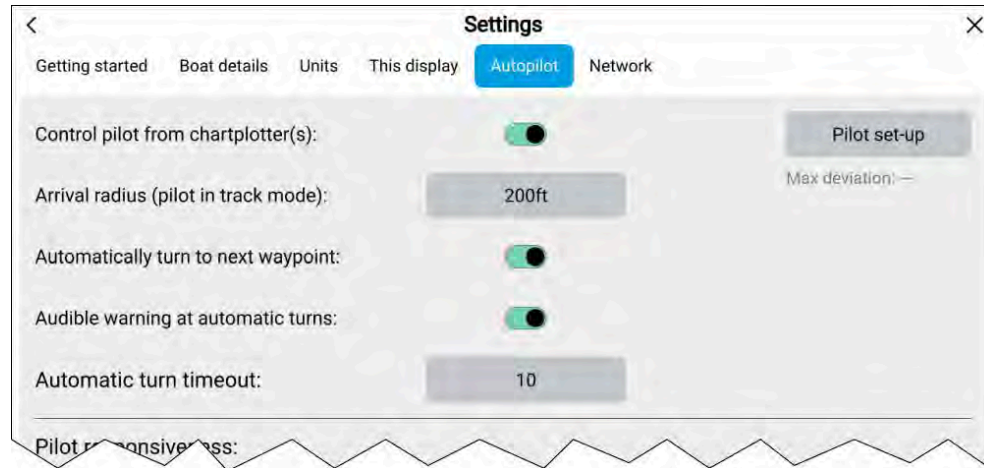 Settings
Getting started Boat details Units This display Autopilot Network
Control pilot from chartplotter(s): Pilot set-up
Max deviation: --
Arrival radius (pilot in track mode): 200ft
Automatically turn to next waypoint:
Audible warning at automatic turns:
Automatic turn timeout: 10
Pilot responsiveness: